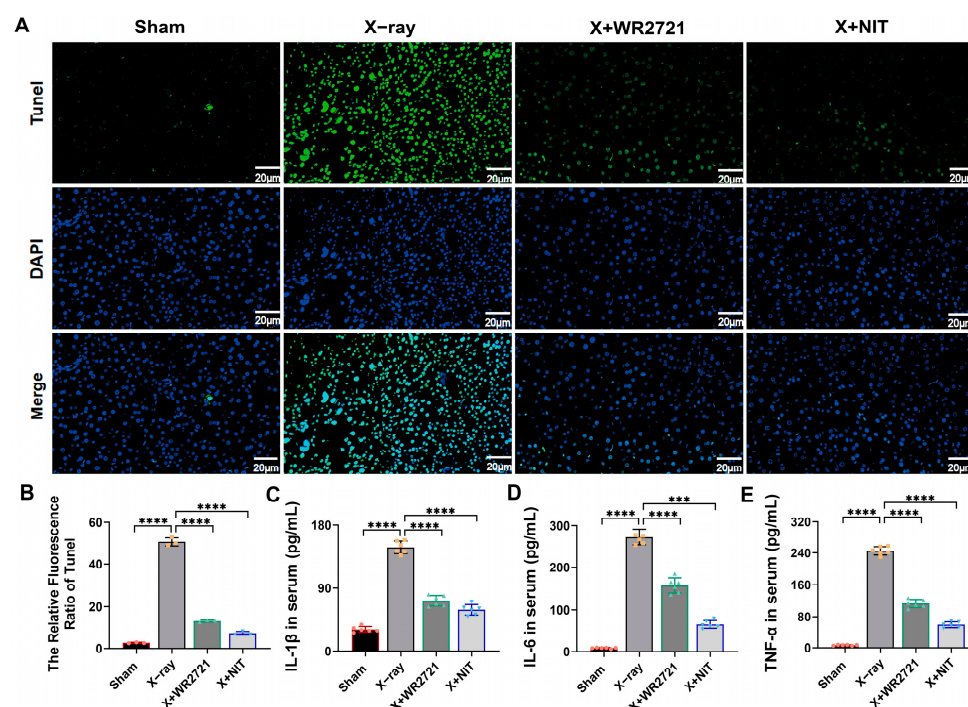 A
Sham
X−ray
X+WR2721
X+NIT
Tunel
20μm
20μm
20μm
20μm
DAPI
20μm
20μm
20μm
20μm
Merge
20μm
20μm
20μm
20μm
B
The Relative Fluorescence
Ratio of Tunel
60
40
20
0
****
****
****
Sham
X−ray
X+WR2721
X+NIT
C
IL-1β in serum (pg/mL)
180
90
0
****
****
****
Sham
X−ray
X+WR2721
X+NIT
D
IL-6 in serum (pg/mL)
300
200
100
0
****
****
***
Sham
X−ray
X+WR2721
X+NIT
E
TNF-α in serum (pg/mL)
320
240
160
80
0
****
****
****
Sham
X−ray
X+WR2721
X+NIT